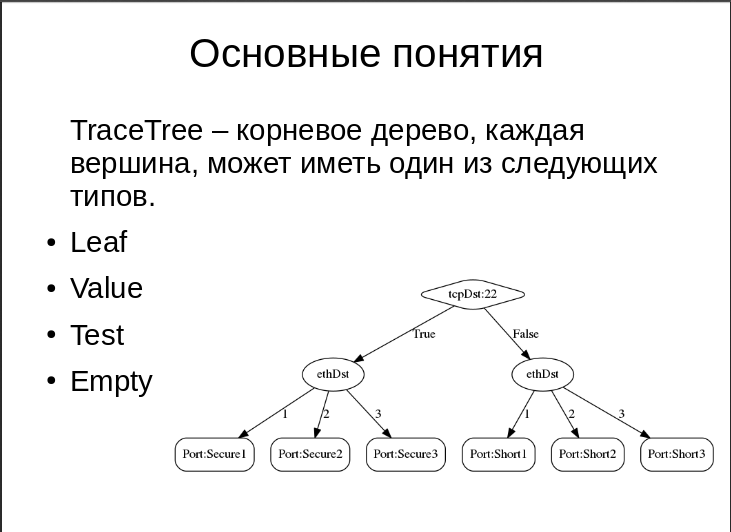 Основные понятия
TraceTree – корневое дерево, каждая
вершина, может иметь один из следующих
типов.
• Leaf
• Value
• Test
• Empty
tcpDst:22
True
False
ethDst
ethDst
1
2
3
1
2
3
Port:Secure1
Port:Secure2
Port:Secure3
Port:Short1
Port:Short2
Port:Short3